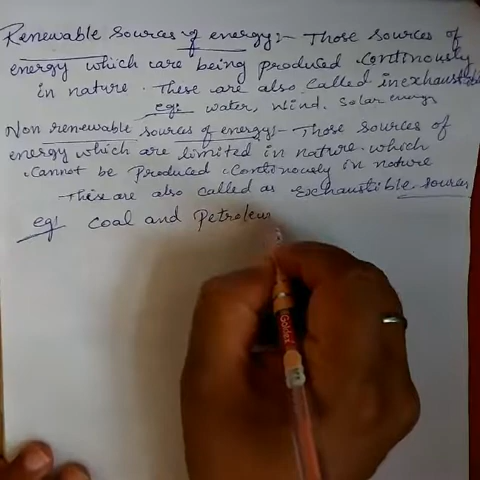 Renewable sources of energy:- Those sources of
energy which are being produced continously
in nature. These are also called inexhaustible
eg: water, wind, solar energy
Non renewable sources of energy:- Those sources of
energy which are limited in nature which
cannot be produced continously in nature
These are also called as exhaustible sources
eg: coal and Petroleu
Goldex